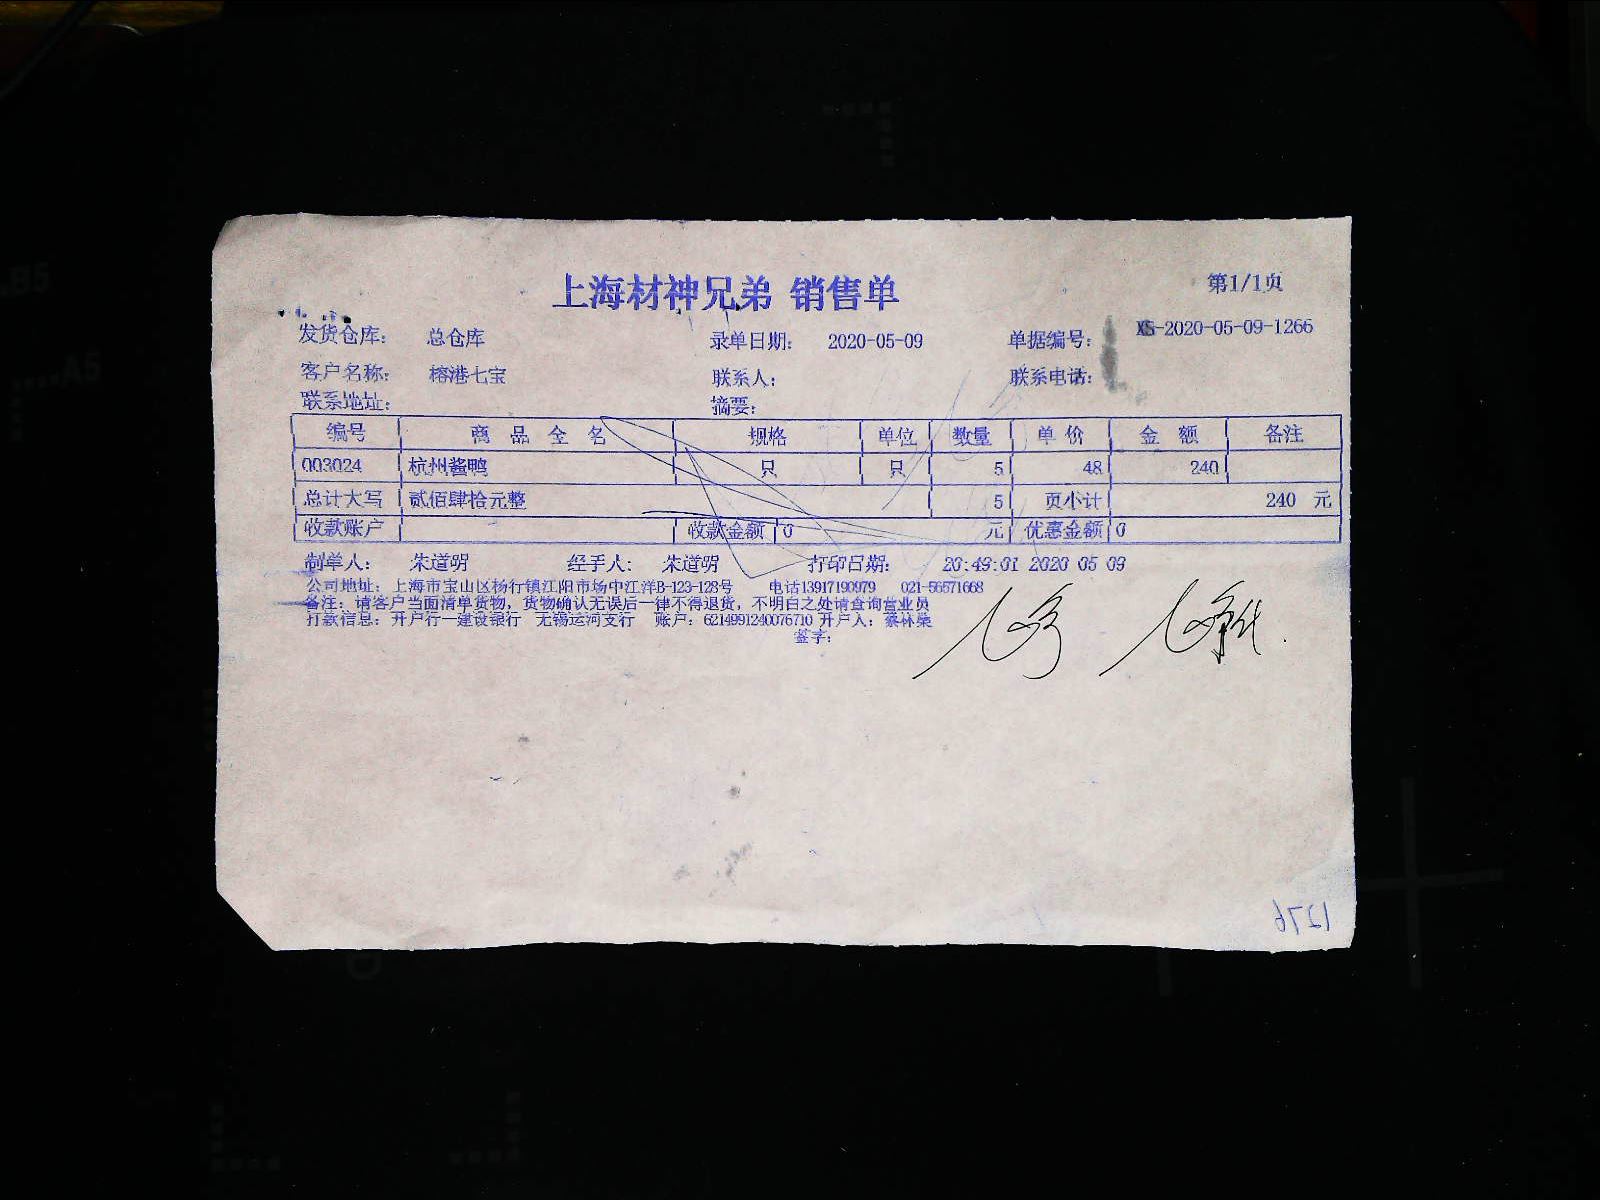 上海材神兄弟 销售单 第1/1页
发货仓库: 总仓库 录单日期: 2020-05-09 单据编号: XS-2020-05-09-1266
客户名称: 榕港七宝 联系人: 联系电话:
联系地址: 摘要:
编号 商品全名 规格 单位 数量 单价 金额 备注
003024 杭州酱鸭 只 只 5 48 240
总计大写 贰佰肆拾元整 5 页小计 240 元
收款账户 收款金额 0 元 优惠金额 0
制单人: 朱道明 经手人: 朱道明 打印日期: 20:49:01 2020 05 09
公司地址: 上海市宝山区杨行镇江阳市场中江洋B-123-128号 电话13917190979 021-56571668
备注: 请客户当面清单货物, 货物确认无误后一律不得退货, 不明白之处请查询营业员
打款信息: 开户行一建设银行 无锡运河支行 账户: 6214991240076710 开户人: 蔡林荣
签字: